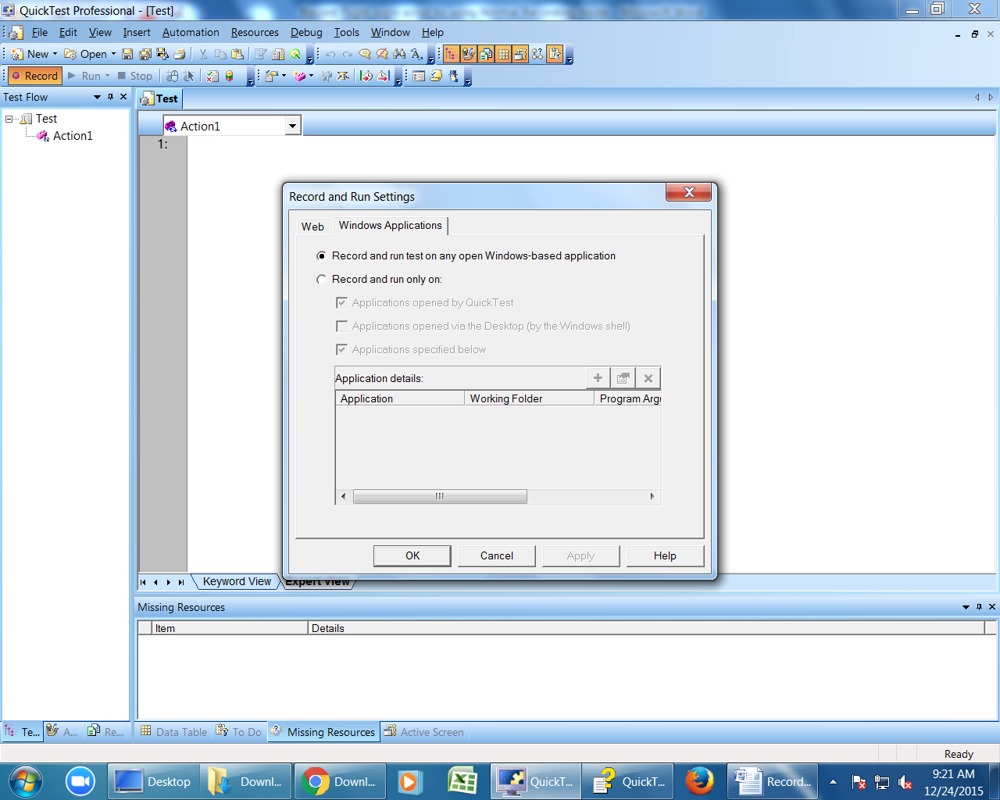 QuickTest Professional - [Test]
File Edit View Insert Automation Resources Debug Tools Window Help
New Open
Record Run Stop
Test Flow
Test
Test
Action1
Action1
1:
Record and Run Settings
Web Windows Applications
Record and run test on any open Windows-based application
Record and run only on:
Applications opened by QuickTest
Applications opened via the Desktop (by the Windows shell)
Applications specified below
Application details:
Application Working Folder Program Argu
OK Cancel Apply Help
Keyword View Expert View
Missing Resources
Item Details
Te... A... Re... Data Table To Do Missing Resources Active Screen
Ready
Desktop Downl... Downl... QuickT... QuickT... Record... 9:21 AM
12/24/2015